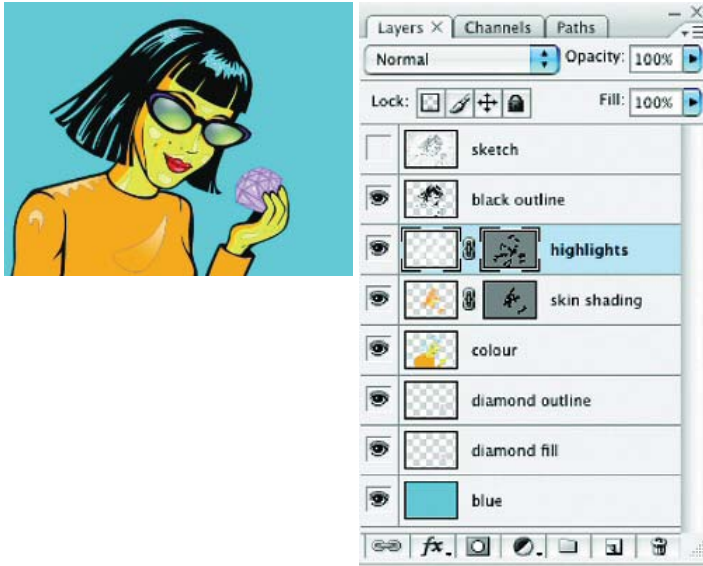 Layers × Channels Paths
Normal Opacity: 100%
Lock: Fill: 100%
sketch
black outline
highlights
skin shading
colour
diamond outline
diamond fill
blue
fx.